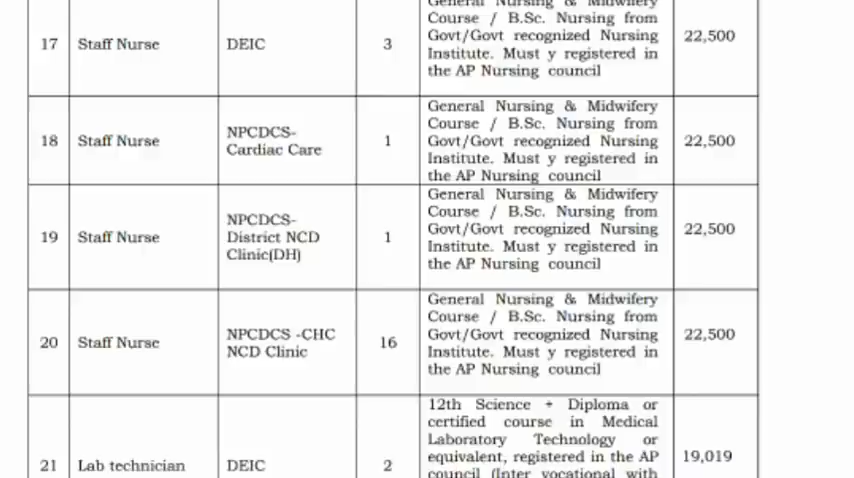 General Nursing & Midwifery
Course / B.Sc. Nursing from
Govt/Govt recognized Nursing
Institute. Must y registered in
the AP Nursing council
17 Staff Nurse DEIC 3 22,500
General Nursing & Midwifery
Course / B.Sc. Nursing from
Govt/Govt recognized Nursing
Institute. Must y registered in
the AP Nursing council
18 Staff Nurse NPCDCS-
Cardiac Care 1 22,500
General Nursing & Midwifery
Course / B.Sc. Nursing from
Govt/Govt recognized Nursing
Institute. Must y registered in
the AP Nursing council
19 Staff Nurse NPCDCS-
District NCD
Clinic(DH) 1 22,500
General Nursing & Midwifery
Course / B.Sc. Nursing from
Govt/Govt recognized Nursing
Institute. Must y registered in
the AP Nursing council
20 Staff Nurse NPCDCS -CHC
NCD Clinic 16 22,500
12th Science + Diploma or
certified course in Medical
Laboratory Technology or
equivalent, registered in the AP
council (Inter vocational with
21 Lab technician DEIC 2 19,019